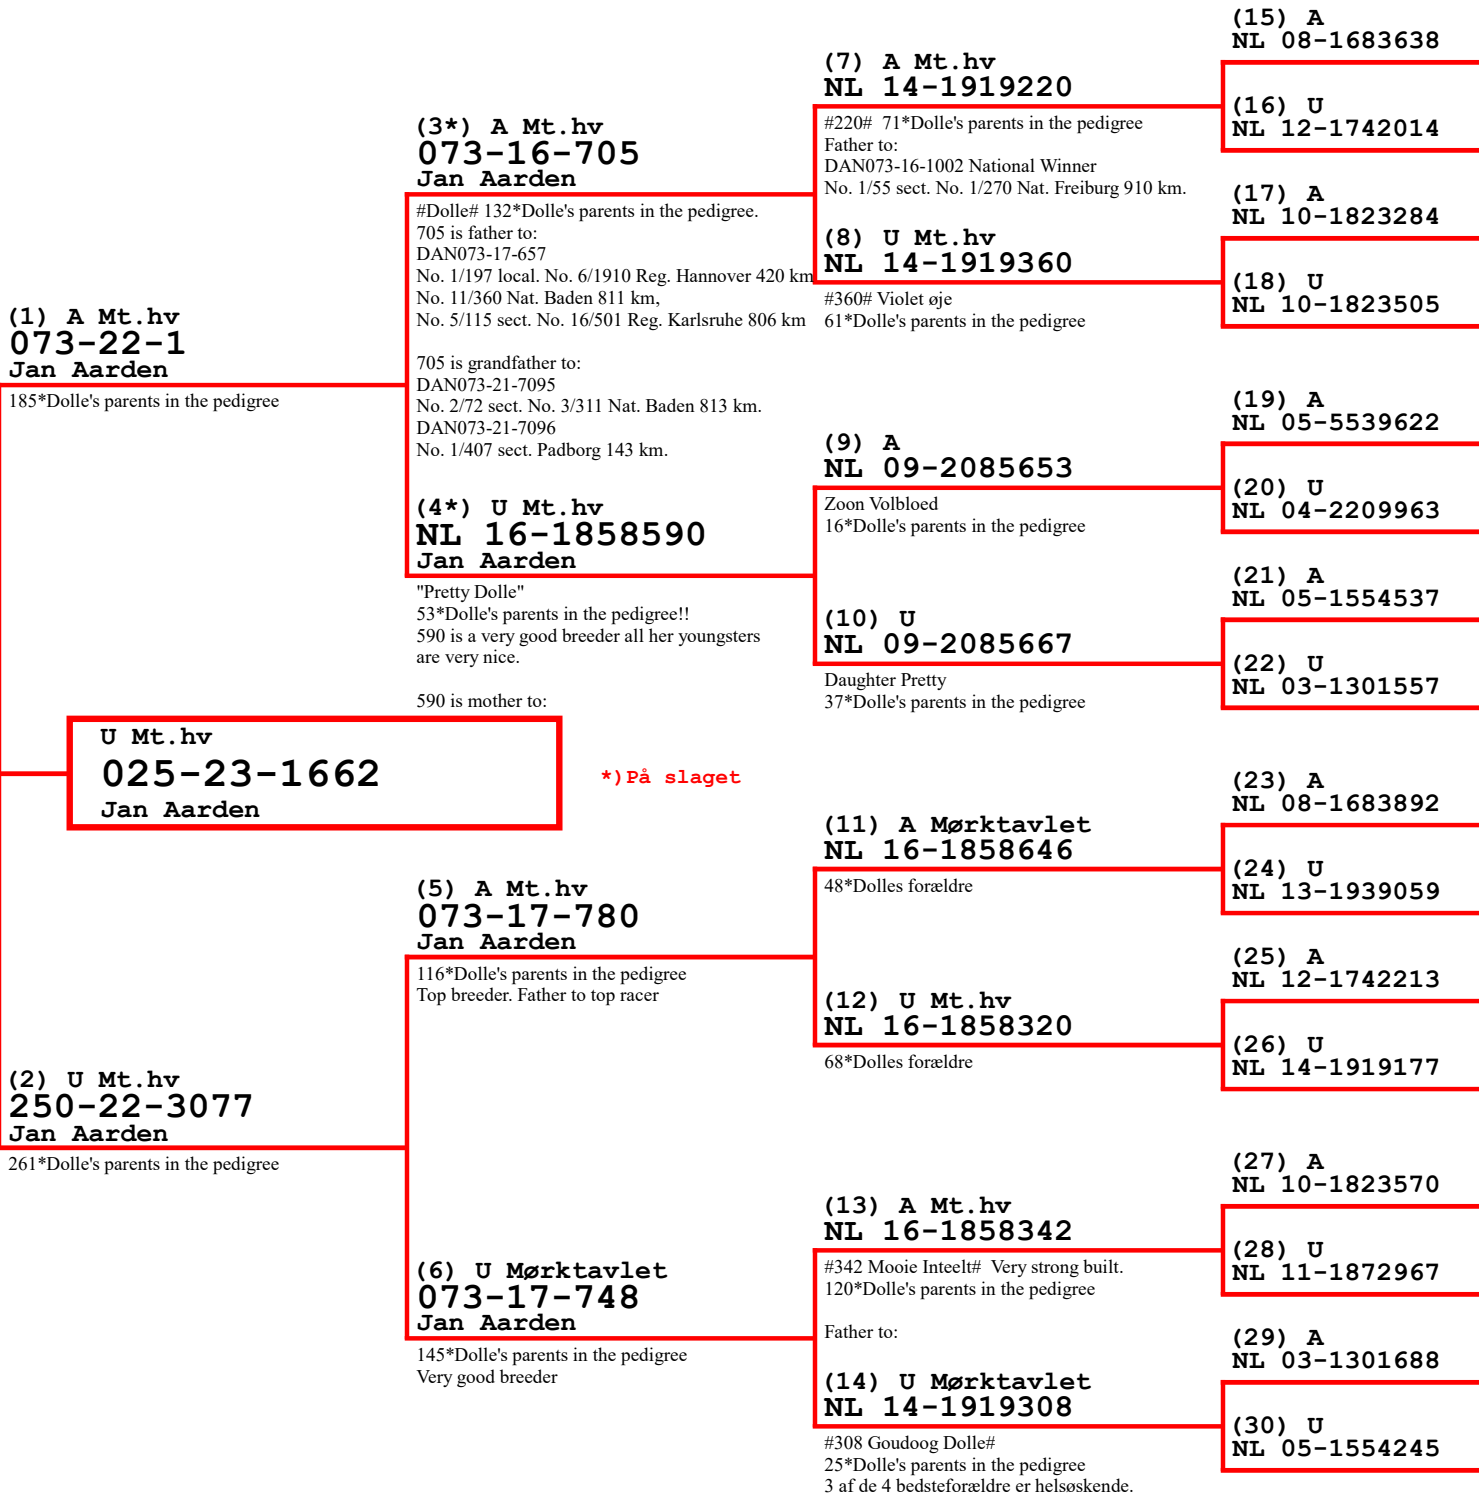 (1) A Mt.hv
073-22-1
Jan Aarden
185*Dolle's parents in the pedigree
U Mt.hv
025-23-1662
Jan Aarden
(2) U Mt.hv
250-22-3077
Jan Aarden
261*Dolle's parents in the pedigree
(3*) A Mt.hv
073-16-705
Jan Aarden
#Dolle# 132*Dolle's parents in the pedigree.
705 is father to:
DAN073-17-657
No. 1/197 local. No. 6/1910 Reg. Hannover 420 km
No. 11/360 Nat. Baden 811 km,
No. 5/115 sect. No. 16/501 Reg. Karlsruhe 806 km
705 is grandfather to:
DAN073-21-7095
No. 2/72 sect. No. 3/311 Nat. Baden 813 km.
DAN073-21-7096
No. 1/407 sect. Padborg 143 km.
(4*) U Mt.hv
NL 16-1858590
Jan Aarden
"Pretty Dolle"
53*Dolle's parents in the pedigree!!
590 is a very good breeder all her youngsters
are very nice.
590 is mother to:
*)På slaget
(5) A Mt.hv
073-17-780
Jan Aarden
116*Dolle's parents in the pedigree
Top breeder. Father to top racer
(6) U Mørktavlet
073-17-748
Jan Aarden
145*Dolle's parents in the pedigree
Very good breeder
(7) A Mt.hv
NL 14-1919220
#220# 71*Dolle's parents in the pedigree
Father to:
DAN073-16-1002 National Winner
No. 1/55 sect. No. 1/270 Nat. Freiburg 910 km.
(8) U Mt.hv
NL 14-1919360
#360# Violet øje
61*Dolle's parents in the pedigree
(9) A
NL 09-2085653
Zoon Volbloed
16*Dolle's parents in the pedigree
(10) U
NL 09-2085667
Daughter Pretty
37*Dolle's parents in the pedigree
(11) A Mørktavlet
NL 16-1858646
48*Dolles forældre
(12) U Mt.hv
NL 16-1858320
68*Dolles forældre
(13) A Mt.hv
NL 16-1858342
#342 Mooie Inteelt# Very strong built.
120*Dolle's parents in the pedigree
Father to:
(14) U Mørktavlet
NL 14-1919308
#308 Goudoog Dolle#
25*Dolle's parents in the pedigree
3 af de 4 bedsteforældre er helsøskende.
(15) A
NL 08-1683638
(16) U
NL 12-1742014
(17) A
NL 10-1823284
(18) U
NL 10-1823505
(19) A
NL 05-5539622
(20) U
NL 04-2209963
(21) A
NL 05-1554537
(22) U
NL 03-1301557
(23) A
NL 08-1683892
(24) U
NL 13-1939059
(25) A
NL 12-1742213
(26) U
NL 14-1919177
(27) A
NL 10-1823570
(28) U
NL 11-1872967
(29) A
NL 03-1301688
(30) U
NL 05-1554245